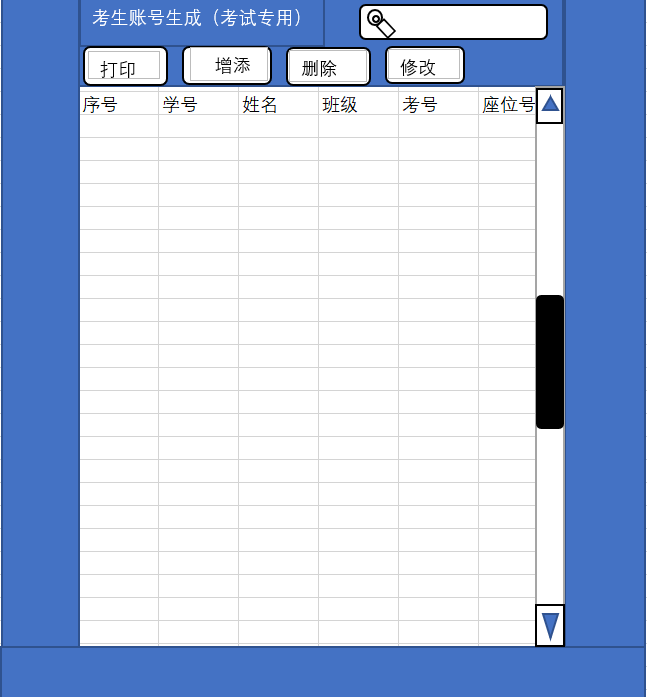 考生账号生成（考试专用）
打印 增添 删除 修改
序号 学号 姓名 班级 考号 座位号